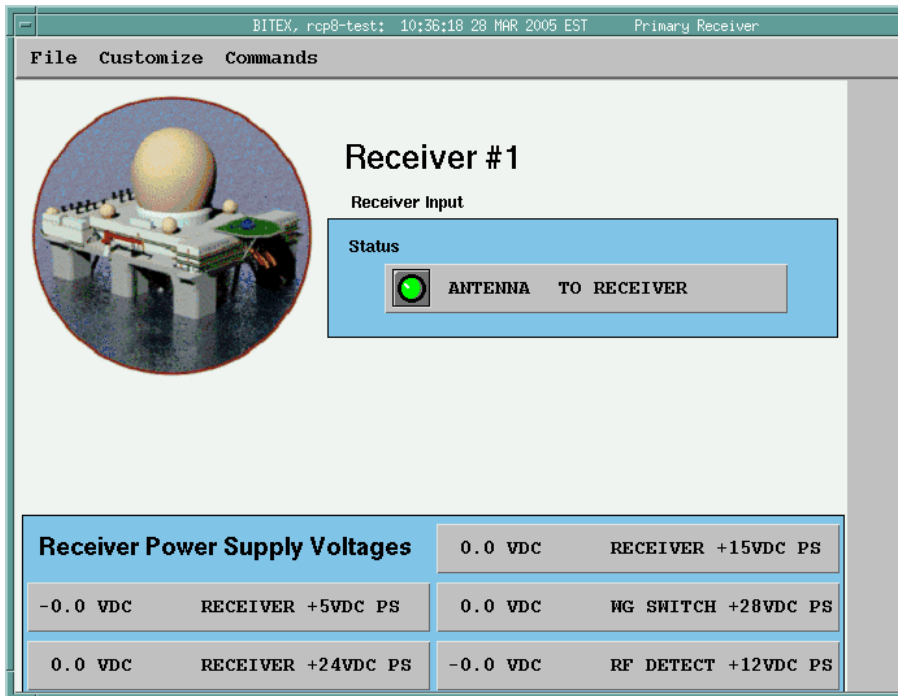 BITEX, rcp8-test: 10:36:18 28 MAR 2005 EST Primary Receiver
File Customize Commands
Receiver #1
Receiver Input
Status
ANTENNA TO RECEIVER
Receiver Power Supply Voltages
0.0 VDC RECEIVER +15VDC PS
-0.0 VDC RECEIVER +5VDC PS
0.0 VDC WG SWITCH +28VDC PS
0.0 VDC RECEIVER +24VDC PS
-0.0 VDC RF DETECT +12VDC PS